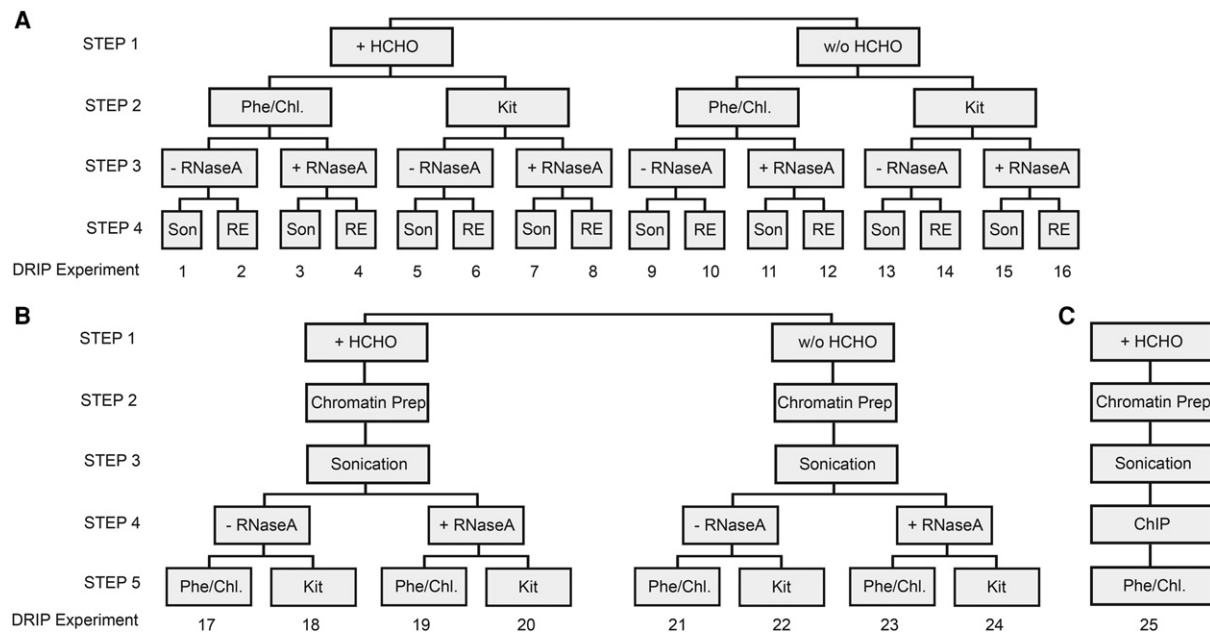 A
STEP 1 + HCHO w/o HCHO
STEP 2 Phe/Chl. Kit Phe/Chl. Kit
STEP 3 - RNaseA + RNaseA - RNaseA + RNaseA - RNaseA + RNaseA - RNaseA + RNaseA
STEP 4 Son RE Son RE Son RE Son RE Son RE Son RE Son RE Son RE
DRIP Experiment 1 2 3 4 5 6 7 8 9 10 11 12 13 14 15 16
B
STEP 1 + HCHO w/o HCHO
STEP 2 Chromatin Prep Chromatin Prep
STEP 3 Sonication Sonication
STEP 4 - RNaseA + RNaseA - RNaseA + RNaseA
STEP 5 Phe/Chl. Kit Phe/Chl. Kit Phe/Chl. Kit Phe/Chl. Kit
DRIP Experiment 17 18 19 20 21 22 23 24
C
+ HCHO
Chromatin Prep
Sonication
ChIP
Phe/Chl.
25